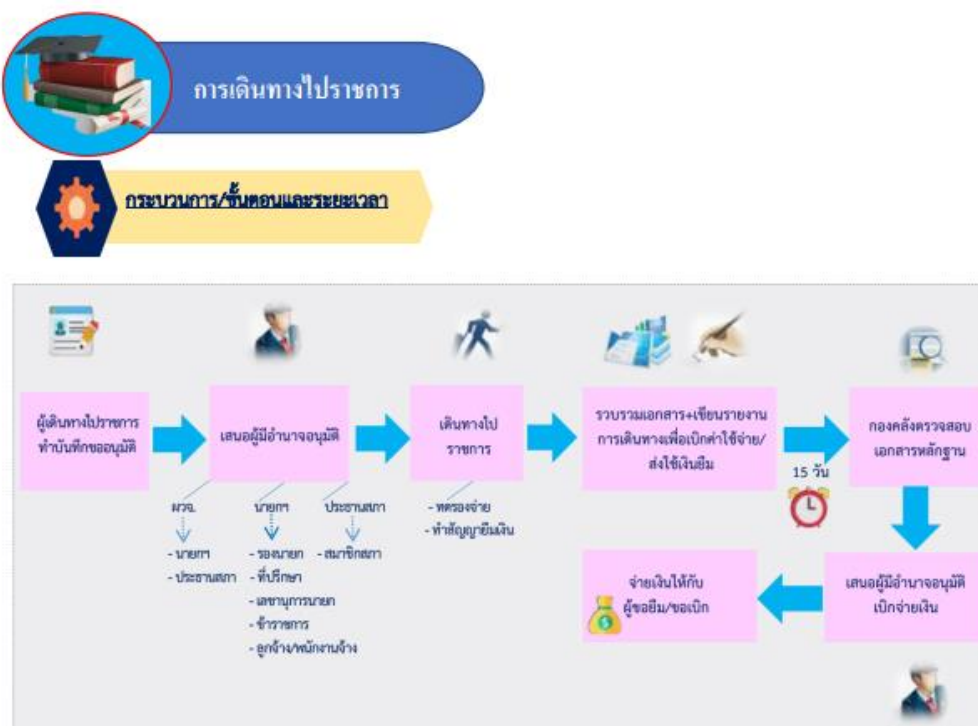 การเดินทางไปราชการ
กระบวนการ/ขั้นตอนและระยะเวลา
ผู้เดินทางไปราชการ
ทำบันทึกขออนุมัติ
เสนอผู้มีอำนาจอนุมัติ
เดินทางไป
ราชการ
รวบรวมเอกสาร+เขียนรายงาน
การเดินทางเพื่อเบิกค่าใช้จ่าย/
ส่งใช้เงินยืม
15 วัน
กองคลังตรวจสอบ
เอกสารหลักฐาน
ผวจ.
- นายกฯ
- ประธานสภา
นายกฯ
- รองนายก
- ที่ปรึกษา
- เลขานุการนายก
- ข้าราชการ
- ลูกจ้าง/พนักงานจ้าง
ประธานสภา
- สมาชิกสภา
- ทดรองจ่าย
- ทำสัญญายืมเงิน
เสนอผู้มีอำนาจอนุมัติ
เบิกจ่ายเงิน
จ่ายเงินให้กับ
ผู้ขอยืม/ขอเบิก